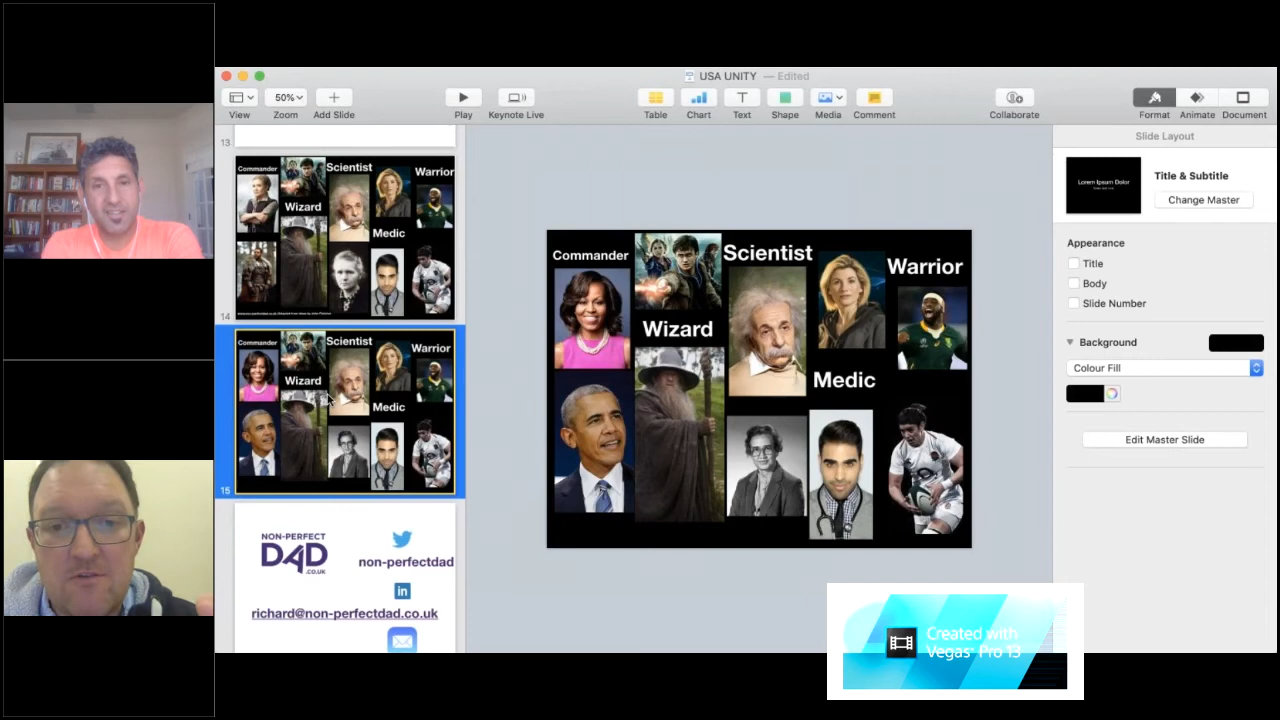 USA UNITY — Edited
50%
View
Zoom
Add Slide
Play
Keynote Live
Table
Chart
Text
Shape
Media
Comment
Collaborate
Format
Animate
Document
13
Commander
Scientist
Warrior
Wizard
Medic
14
Commander
Scientist
Warrior
Wizard
Medic
15
NON-PERFECT
DAD
.CO.UK
non-perfectdad
in
richard@non-perfectdad.co.uk
Commander
Scientist
Warrior
Wizard
Medic
Slide Layout
Lorem Ipsum Dolor
Title & Subtitle
Change Master
Appearance
Title
Body
Slide Number
Background
Colour Fill
Edit Master Slide
Created with
Vegas Pro 13